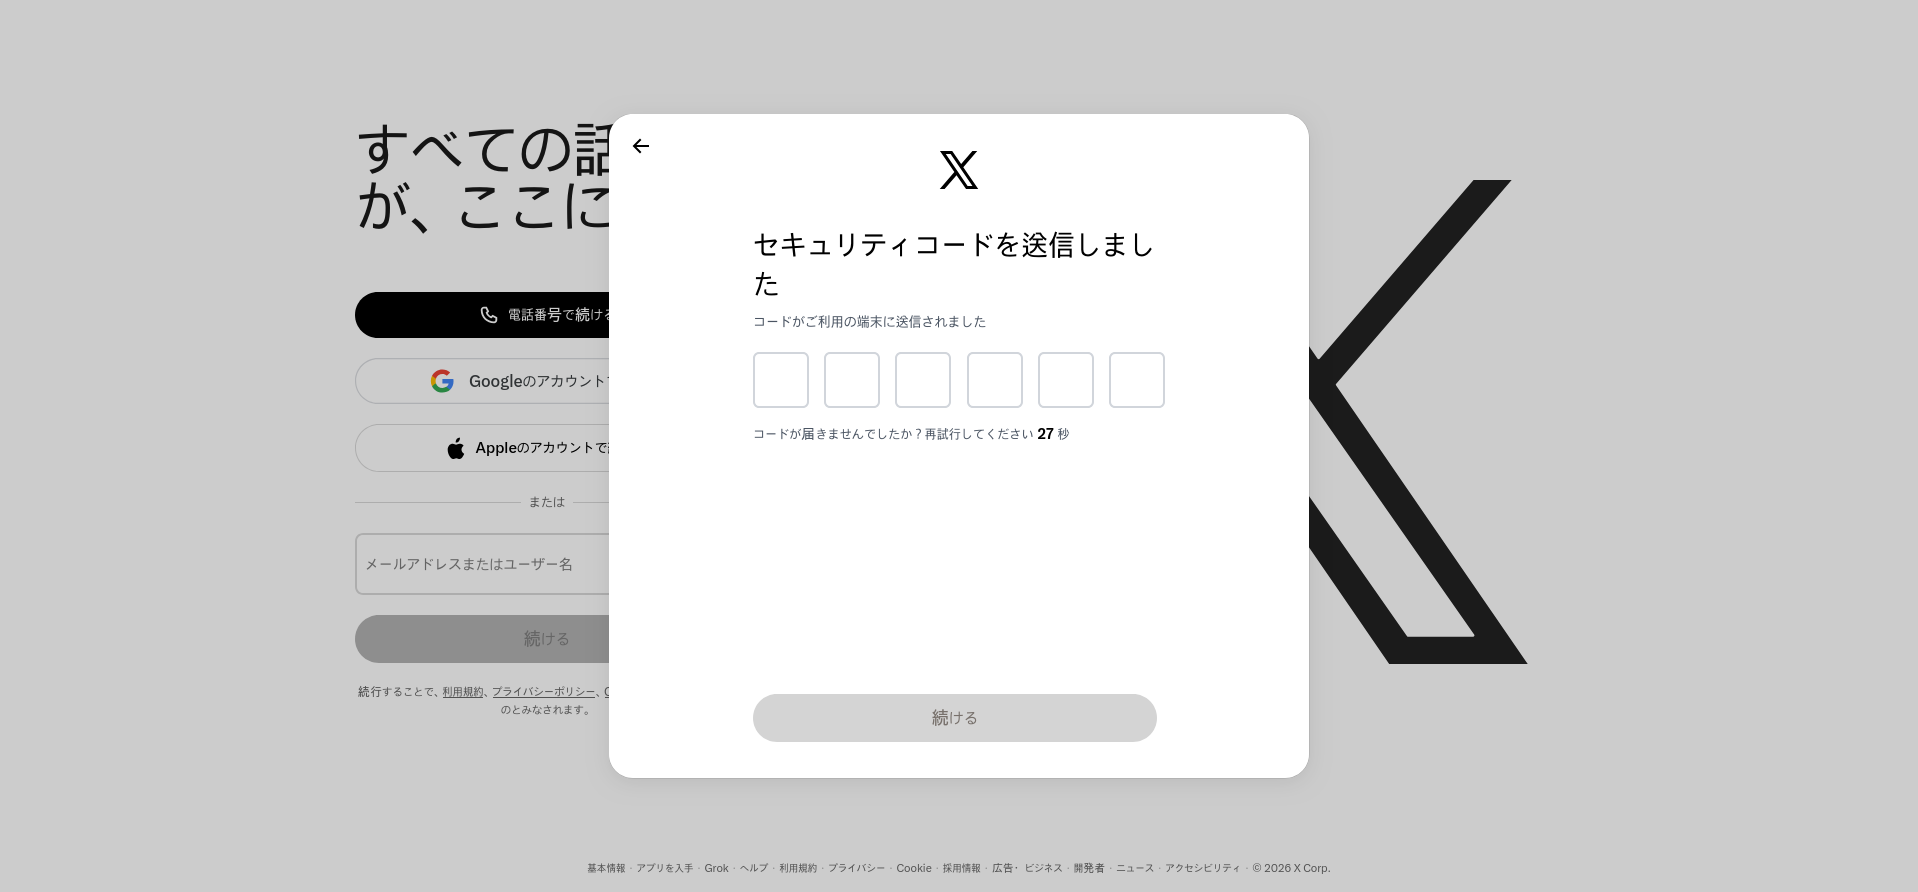 すべての話
が、ここに
電話番号で続ける
Googleのアカウントで
Appleのアカウントで
または
メールアドレスまたはユーザー名
続ける
続行することで、利用規約、プライバシーポリシー、
のとみなされます。
セキュリティコードを送信しまし
た
コードがご利用の端末に送信されました
コードが届きませんでしたか？再試行してください 27 秒
続ける
基本情報 · アプリを入手 · Grok · ヘルプ · 利用規約 · プライバシー · Cookie · 採用情報 · 広告 · ビジネス · 開発者 · ニュース · アクセシビリティ · © 2026 X Corp.